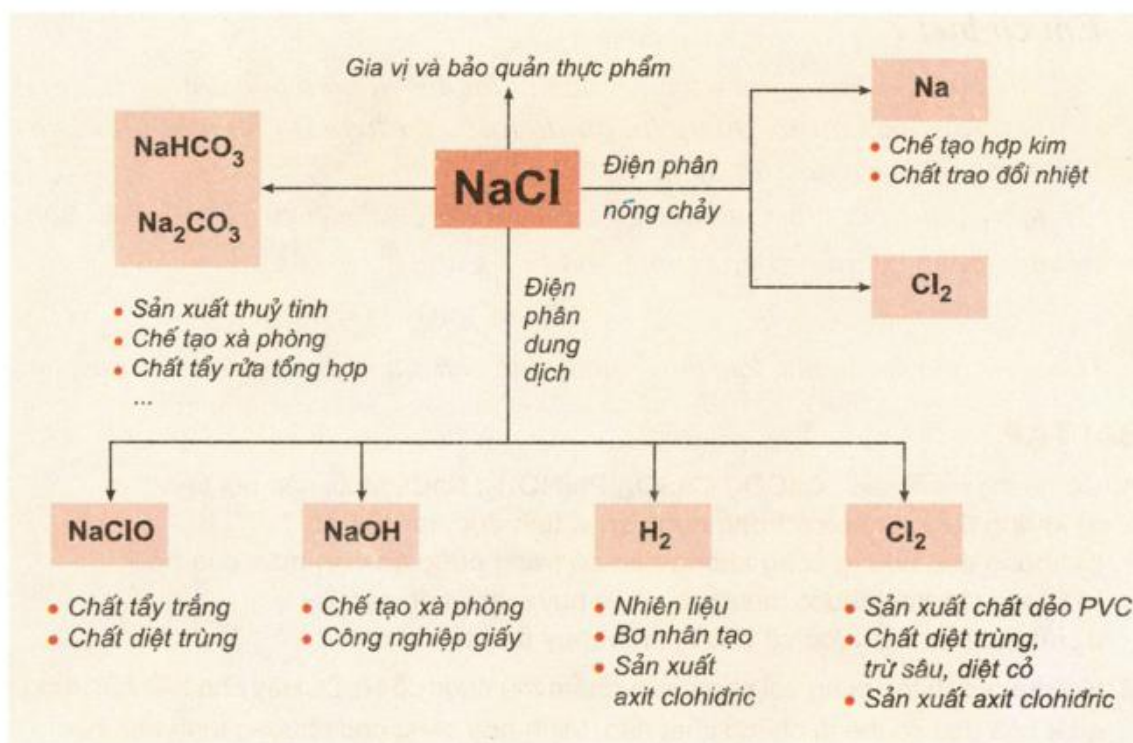 Gia vị và bảo quản thực phẩm
Na
• Chế tạo hợp kim
• Chất trao đổi nhiệt
NaHCO₃
Na₂CO₃
NaCl
Điện phân
nóng chảy
Cl₂
• Sản xuất thuỷ tinh
• Chế tạo xà phòng
• Chất tẩy rửa tổng hợp
...
Điện
phân
dung
dịch
NaClO
• Chất tẩy trắng
• Chất diệt trùng
NaOH
• Chế tạo xà phòng
• Công nghiệp giấy
H₂
• Nhiên liệu
• Bơ nhân tạo
• Sản xuất
axit clohiđric
Cl₂
• Sản xuất chất dẻo PVC
• Chất diệt trùng,
trừ sâu, diệt cỏ
• Sản xuất axit clohiđric